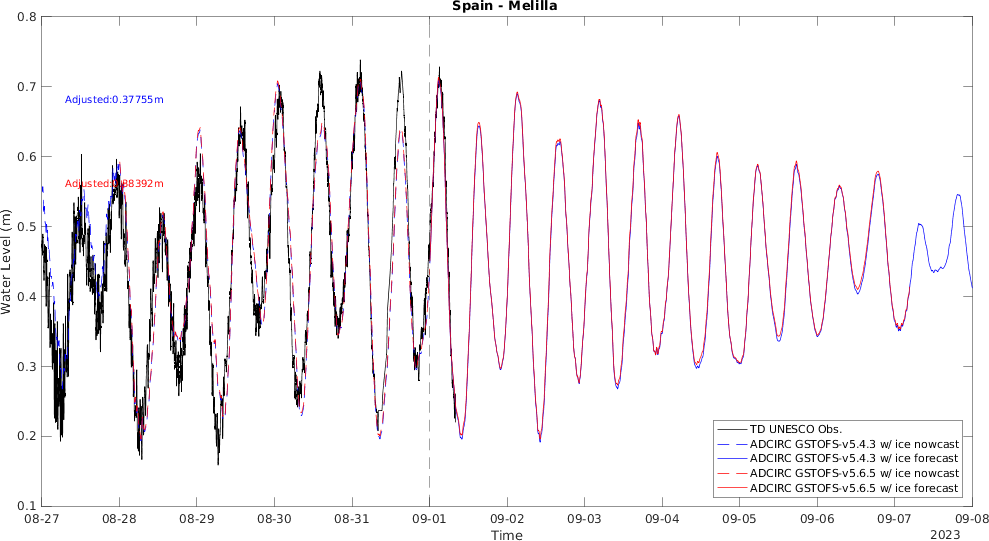 Spain - Melilla
0.8
0.7
0.6
0.5
0.4
0.3
0.2
0.1
Water Level (m)
Adjusted:0.37755m
Adjusted:0.38392m
TD UNESCO Obs.
ADCIRC GSTOFS-v5.4.3 w/ ice nowcast
ADCIRC GSTOFS-v5.4.3 w/ ice forecast
ADCIRC GSTOFS-v5.6.5 w/ ice nowcast
ADCIRC GSTOFS-v5.6.5 w/ ice forecast
08-27 08-28 08-29 08-30 08-31 09-01 09-02 09-03 09-04 09-05 09-06 09-07 09-08
Time
2023